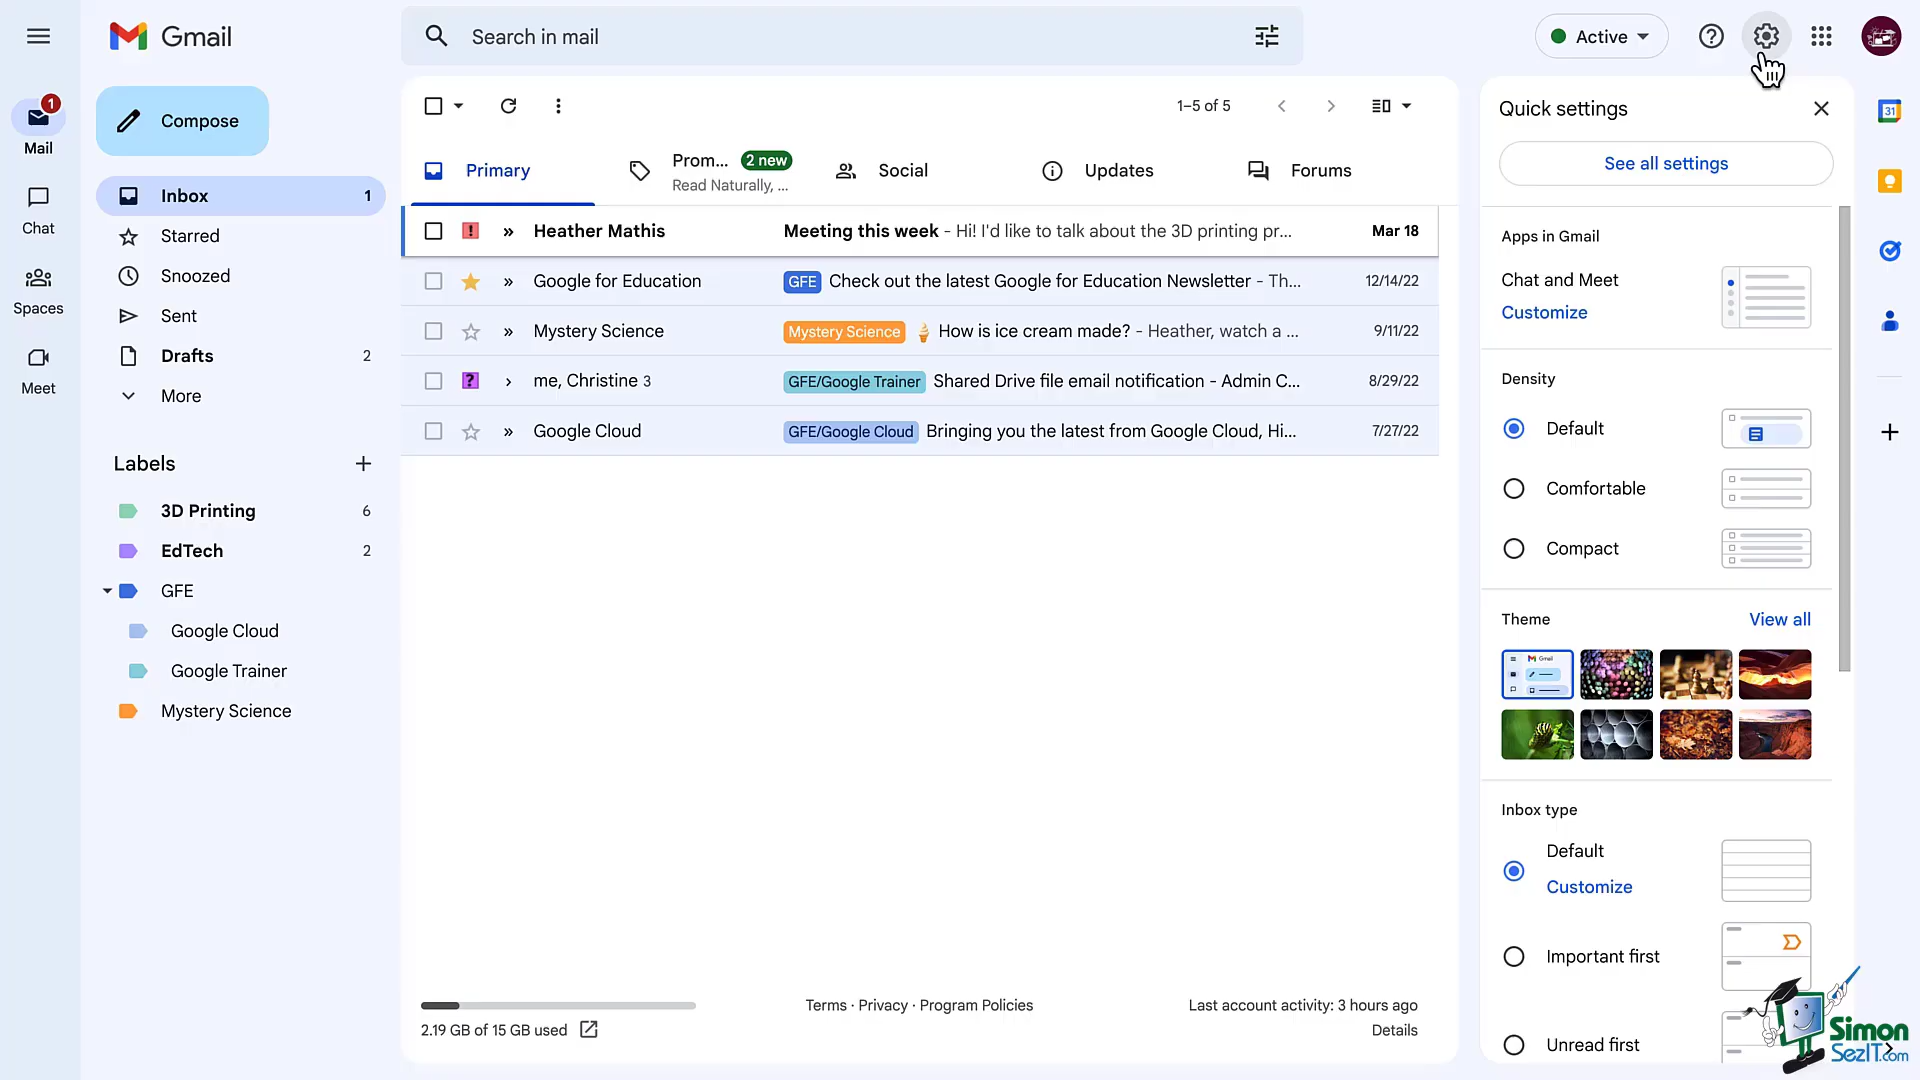 Gmail
Search in mail
Active
1
Mail
Chat
Spaces
Meet
Compose
Inbox 1
Starred
Snoozed
Sent
Drafts 2
More
Labels
3D Printing 6
EdTech 2
GFE
Google Cloud
Google Trainer
Mystery Science
1–5 of 5
Primary
Prom... 2 new
Read Naturally, ...
Social
Updates
Forums
! Heather Mathis Meeting this week - Hi! I'd like to talk about the 3D printing pr... Mar 18
Google for Education GFE Check out the latest Google for Education Newsletter - Th... 12/14/22
Mystery Science Mystery Science How is ice cream made? - Heather, watch a ... 9/11/22
? me, Christine 3 GFE/Google Trainer Shared Drive file email notification - Admin C... 8/29/22
Google Cloud GFE/Google Cloud Bringing you the latest from Google Cloud, Hi... 7/27/22
2.19 GB of 15 GB used
Terms · Privacy · Program Policies
Last account activity: 3 hours ago
Details
Quick settings
See all settings
Apps in Gmail
Chat and Meet
Customize
Density
Default
Comfortable
Compact
Theme View all
Gmail
Inbox type
Default
Customize
Important first
Unread first
31
Simon
SezIT.com